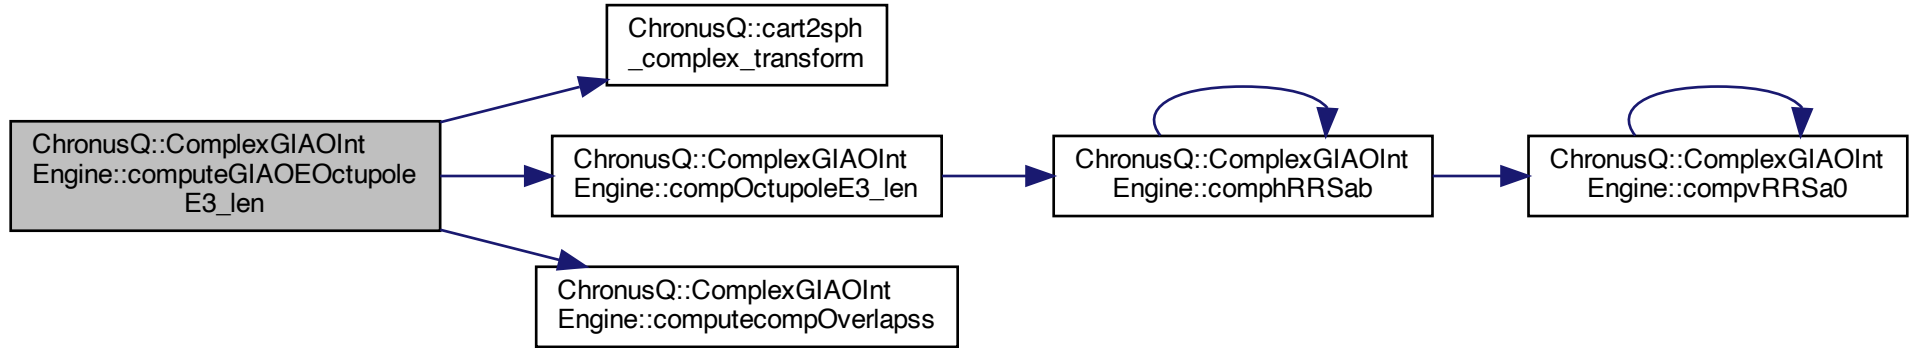 ChronusQ::cart2sph
_complex_transform
ChronusQ::ComplexGIAOInt
Engine::computeGIAOEOctupole
E3_len
ChronusQ::ComplexGIAOInt
Engine::compOctupoleE3_len
ChronusQ::ComplexGIAOInt
Engine::comphRRSab
ChronusQ::ComplexGIAOInt
Engine::compvRRSa0
ChronusQ::ComplexGIAOInt
Engine::computecompOverlapss